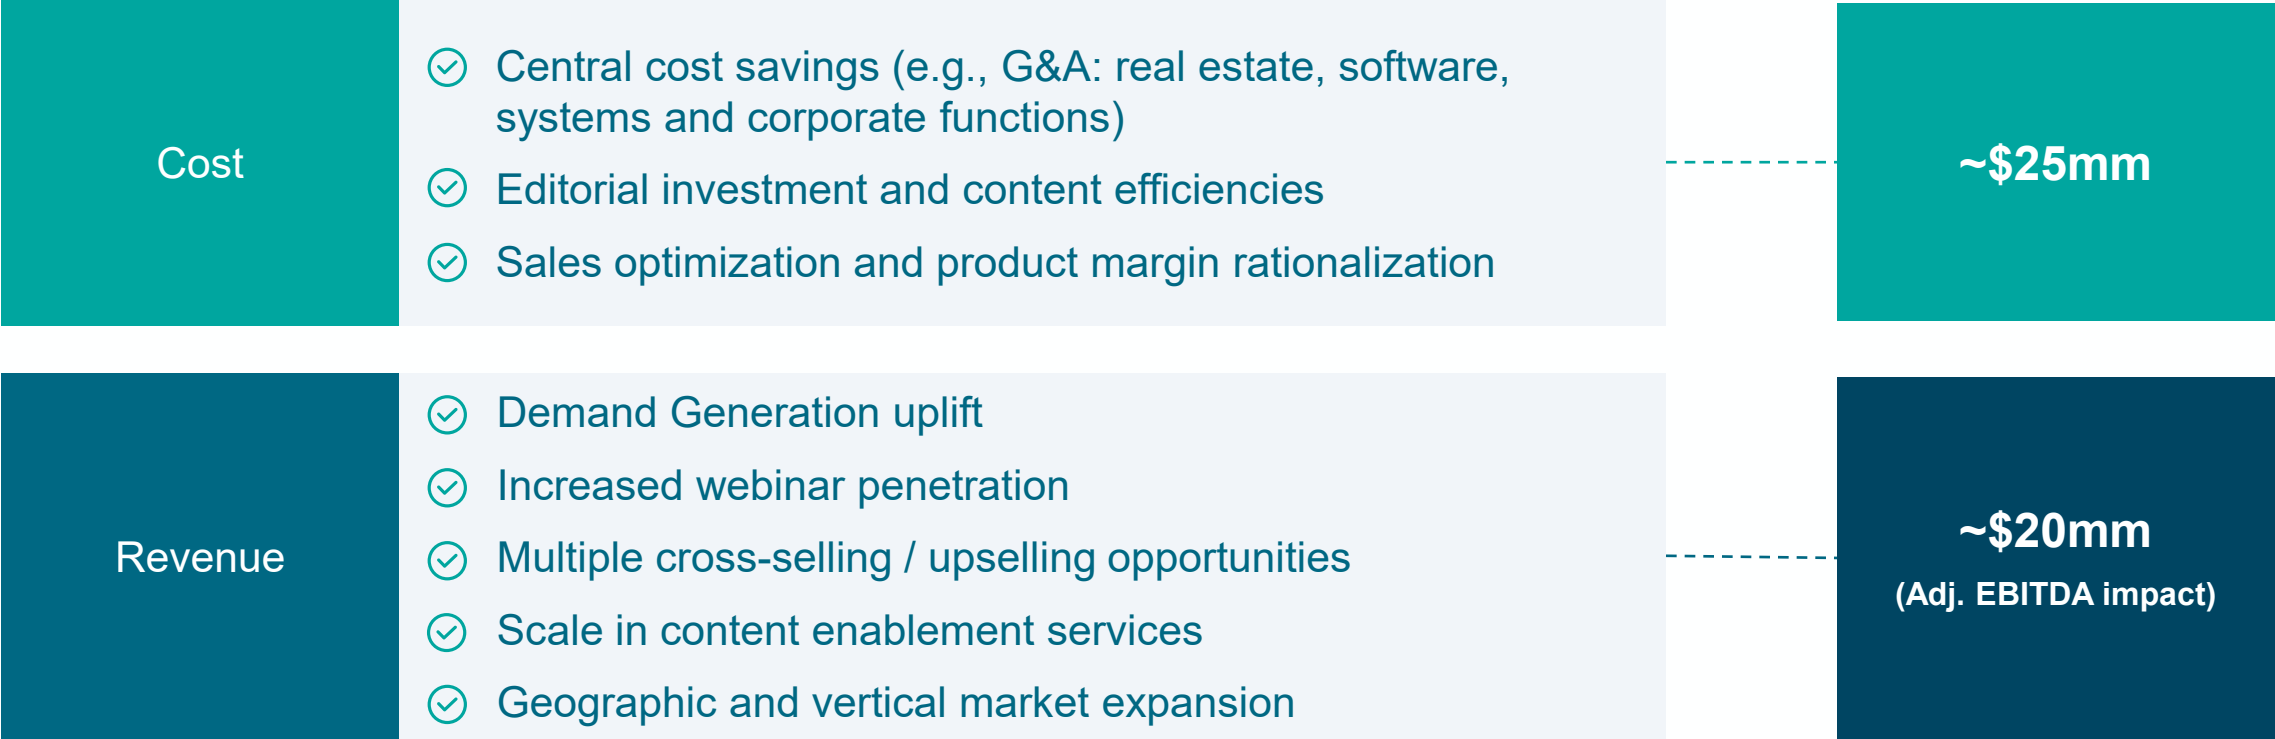 Cost
Central cost savings (e.g., G&A: real estate, software,
systems and corporate functions)
Editorial investment and content efficiencies
Sales optimization and product margin rationalization
~$25mm
Revenue
Demand Generation uplift
Increased webinar penetration
Multiple cross-selling / upselling opportunities
Scale in content enablement services
Geographic and vertical market expansion
~$20mm
(Adj. EBITDA impact)